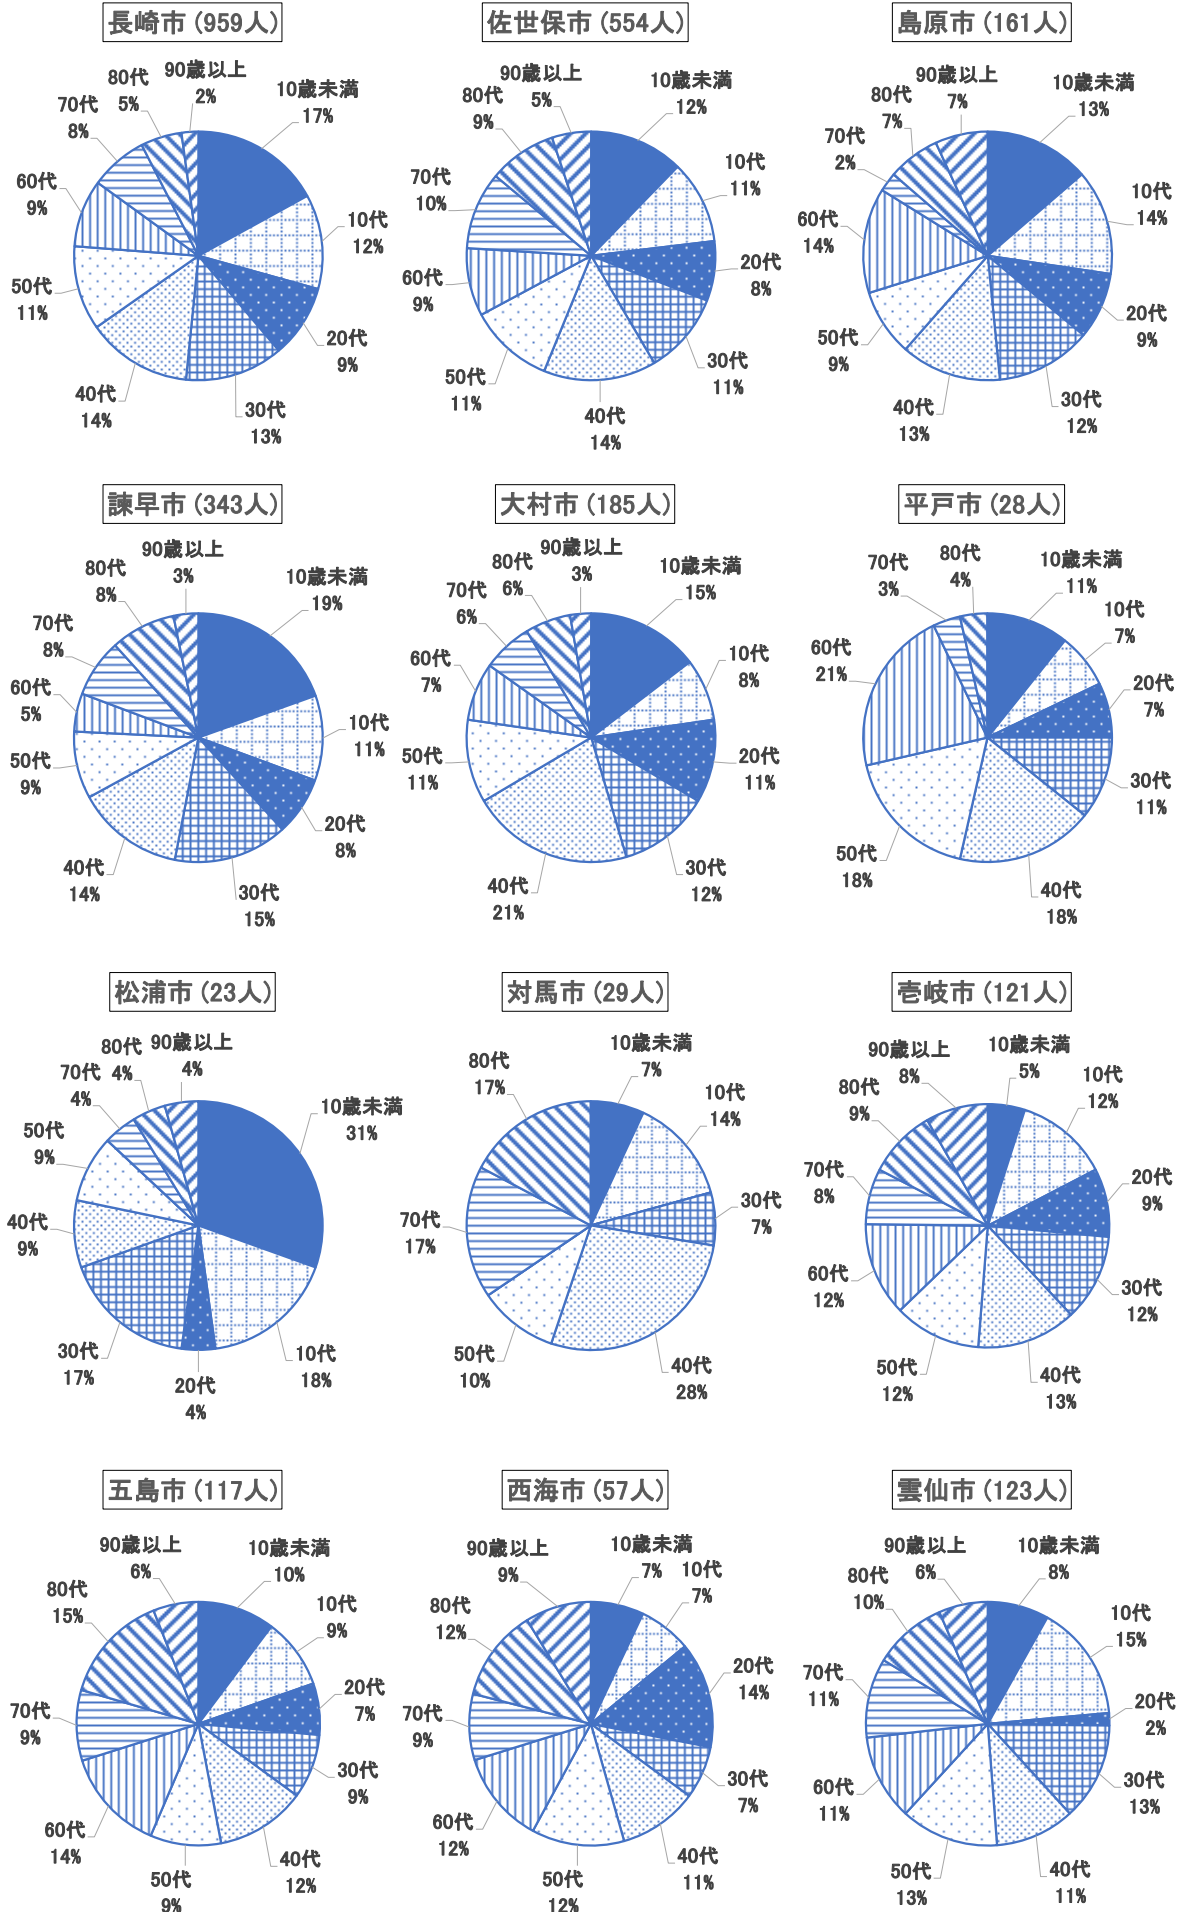 長崎市(959人)
90歳以上
2%
10歳未満
17%
10代
12%
20代
9%
30代
13%
40代
14%
50代
11%
60代
9%
70代
8%
80代
5%
佐世保市(554人)
90歳以上
5%
10歳未満
12%
10代
11%
20代
8%
30代
11%
40代
14%
50代
11%
60代
9%
70代
10%
80代
9%
島原市(161人)
90歳以上
7%
10歳未満
13%
10代
14%
20代
9%
30代
12%
40代
13%
50代
9%
60代
14%
70代
2%
80代
7%
諫早市(343人)
90歳以上
3%
10歳未満
19%
10代
11%
20代
8%
30代
15%
40代
14%
50代
9%
60代
5%
70代
8%
80代
8%
大村市(185人)
90歳以上
3%
10歳未満
15%
10代
8%
20代
11%
30代
12%
40代
21%
50代
11%
60代
7%
70代
6%
80代
6%
平戸市(28人)
10歳未満
11%
10代
7%
20代
7%
30代
11%
40代
18%
50代
18%
60代
21%
70代
3%
80代
4%
松浦市(23人)
90歳以上
4%
10歳未満
31%
10代
18%
20代
4%
30代
17%
40代
9%
50代
9%
70代
4%
80代
4%
対馬市(29人)
10歳未満
7%
10代
14%
30代
7%
40代
28%
50代
10%
70代
17%
80代
17%
壱岐市(121人)
90歳以上
8%
10歳未満
5%
10代
12%
20代
9%
30代
12%
40代
13%
50代
12%
60代
12%
70代
8%
80代
9%
五島市(117人)
90歳以上
6%
10歳未満
10%
10代
9%
20代
7%
30代
9%
40代
12%
50代
9%
60代
14%
70代
9%
80代
15%
西海市(57人)
90歳以上
9%
10歳未満
7%
10代
7%
20代
14%
30代
7%
40代
11%
50代
12%
60代
12%
70代
9%
80代
12%
雲仙市(123人)
90歳以上
6%
10歳未満
8%
10代
15%
20代
2%
30代
13%
40代
11%
50代
13%
60代
11%
70代
11%
80代
10%